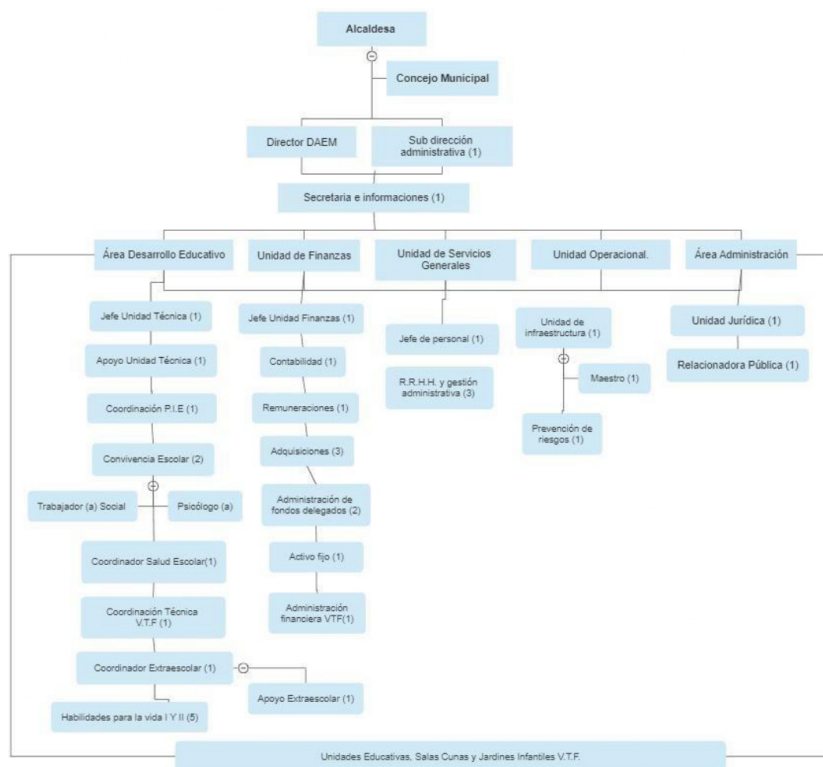 Alcaldesa
Concejo Municipal
Director DAEM
Sub dirección
administrativa (1)
Secretaria e informaciones (1)
Área Desarrollo Educativo
Unidad de Finanzas
Unidad de Servicios
Generales
Unidad Operacional.
Área Administración
Jefe Unidad Técnica (1)
Apoyo Unidad Técnica (1)
Coordinación P.I.E (1)
Convivencia Escolar (2)
Trabajador (a) Social
Psicólogo (a)
Coordinador Salud Escolar(1)
Coordinación Técnica
V.T.F (1)
Coordinador Extraescolar (1)
Apoyo Extraescolar (1)
Habilidades para la vida I Y II (5)
Jefe Unidad Finanzas (1)
Contabilidad (1)
Remuneraciones (1)
Adquisiciones (3)
Administración de
fondos delegados (2)
Activo fijo (1)
Administración
financiera VTF(1)
Jefe de personal (1)
R.R.H.H. y gestión
administrativa (3)
Unidad de
infraestructura (1)
Maestro (1)
Prevención de
riesgos (1)
Unidad Jurídica (1)
Relacionadora Pública (1)
Unidades Educativas, Salas Cunas y Jardines Infantiles V.T.F.